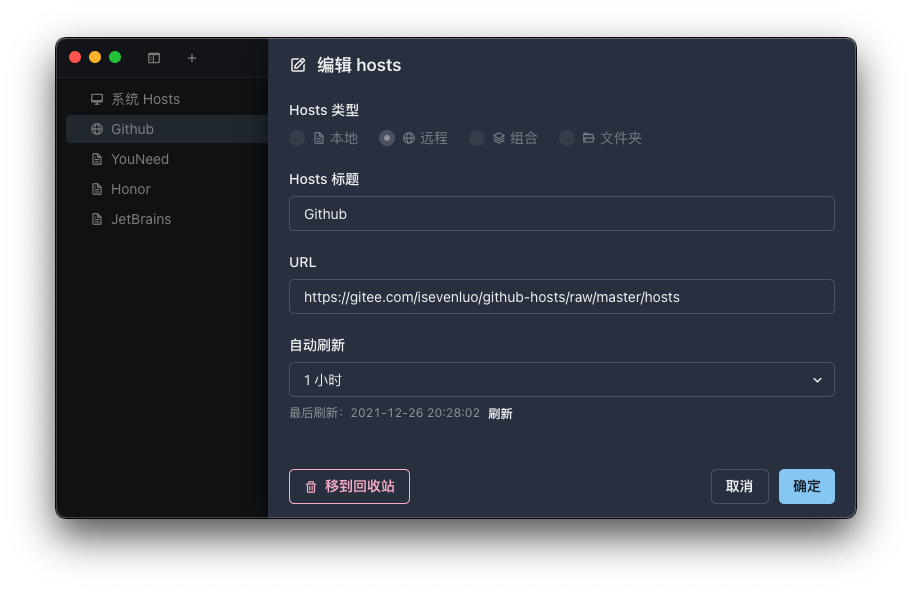 系统 Hosts
Github
YouNeed
Honor
JetBrains
编辑 hosts
Hosts 类型
本地 远程 组合 文件夹
Hosts 标题
Github
URL
https://gitee.com/isevenluo/github-hosts/raw/master/hosts
自动刷新
1 小时
最后刷新：2021-12-26 20:28:02 刷新
移到回收站 取消 确定